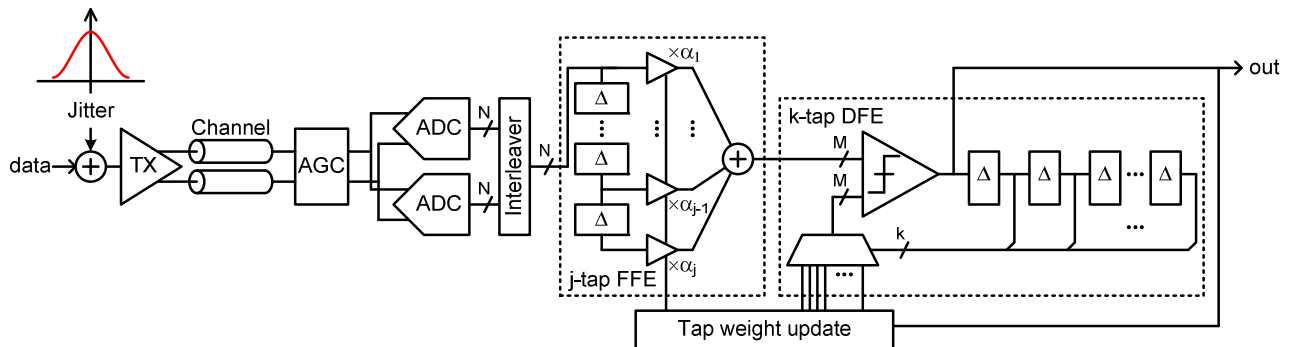 Jitter
data
TX
Channel
AGC
ADC
N
ADC
N
Interleaver
N
Δ
Δ
Δ
×α1
×αj-1
×αj
...
...
...
j-tap FFE
k-tap DFE
M
M
k
Δ
Δ
Δ
...
Δ
...
...
out
Tap weight update